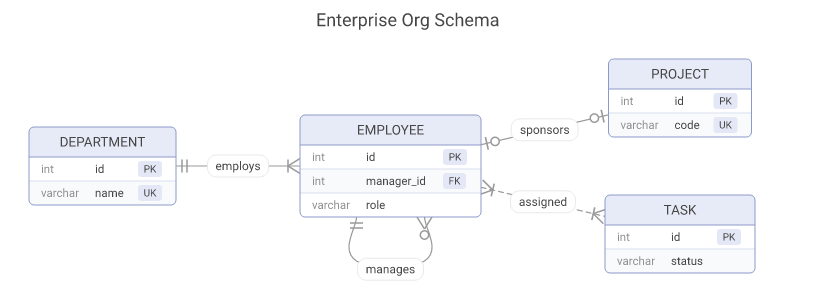 Enterprise Org Schema
DEPARTMENT
int id PK
varchar name UK
employs
EMPLOYEE
int id PK
int manager_id FK
varchar role
manages
sponsors
assigned
PROJECT
int id PK
varchar code UK
TASK
int id PK
varchar status